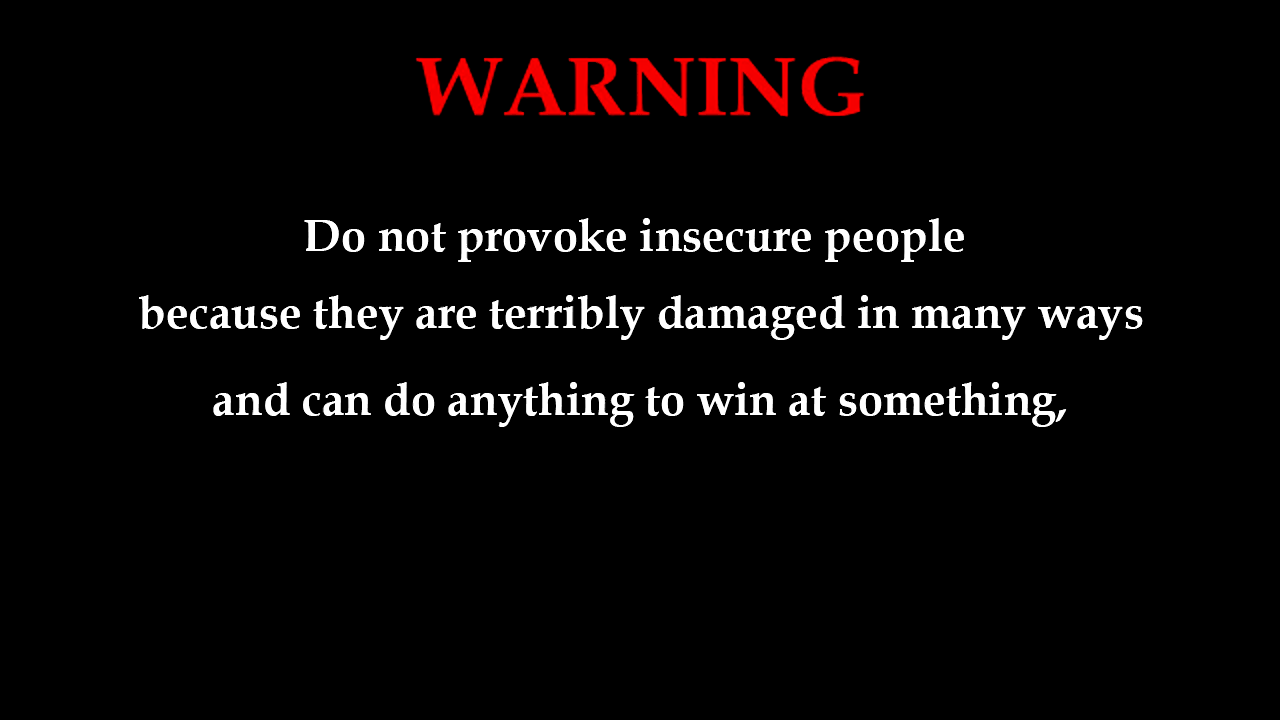 WARNING
Do not provoke insecure people
because they are terribly damaged in many ways
and can do anything to win at something,